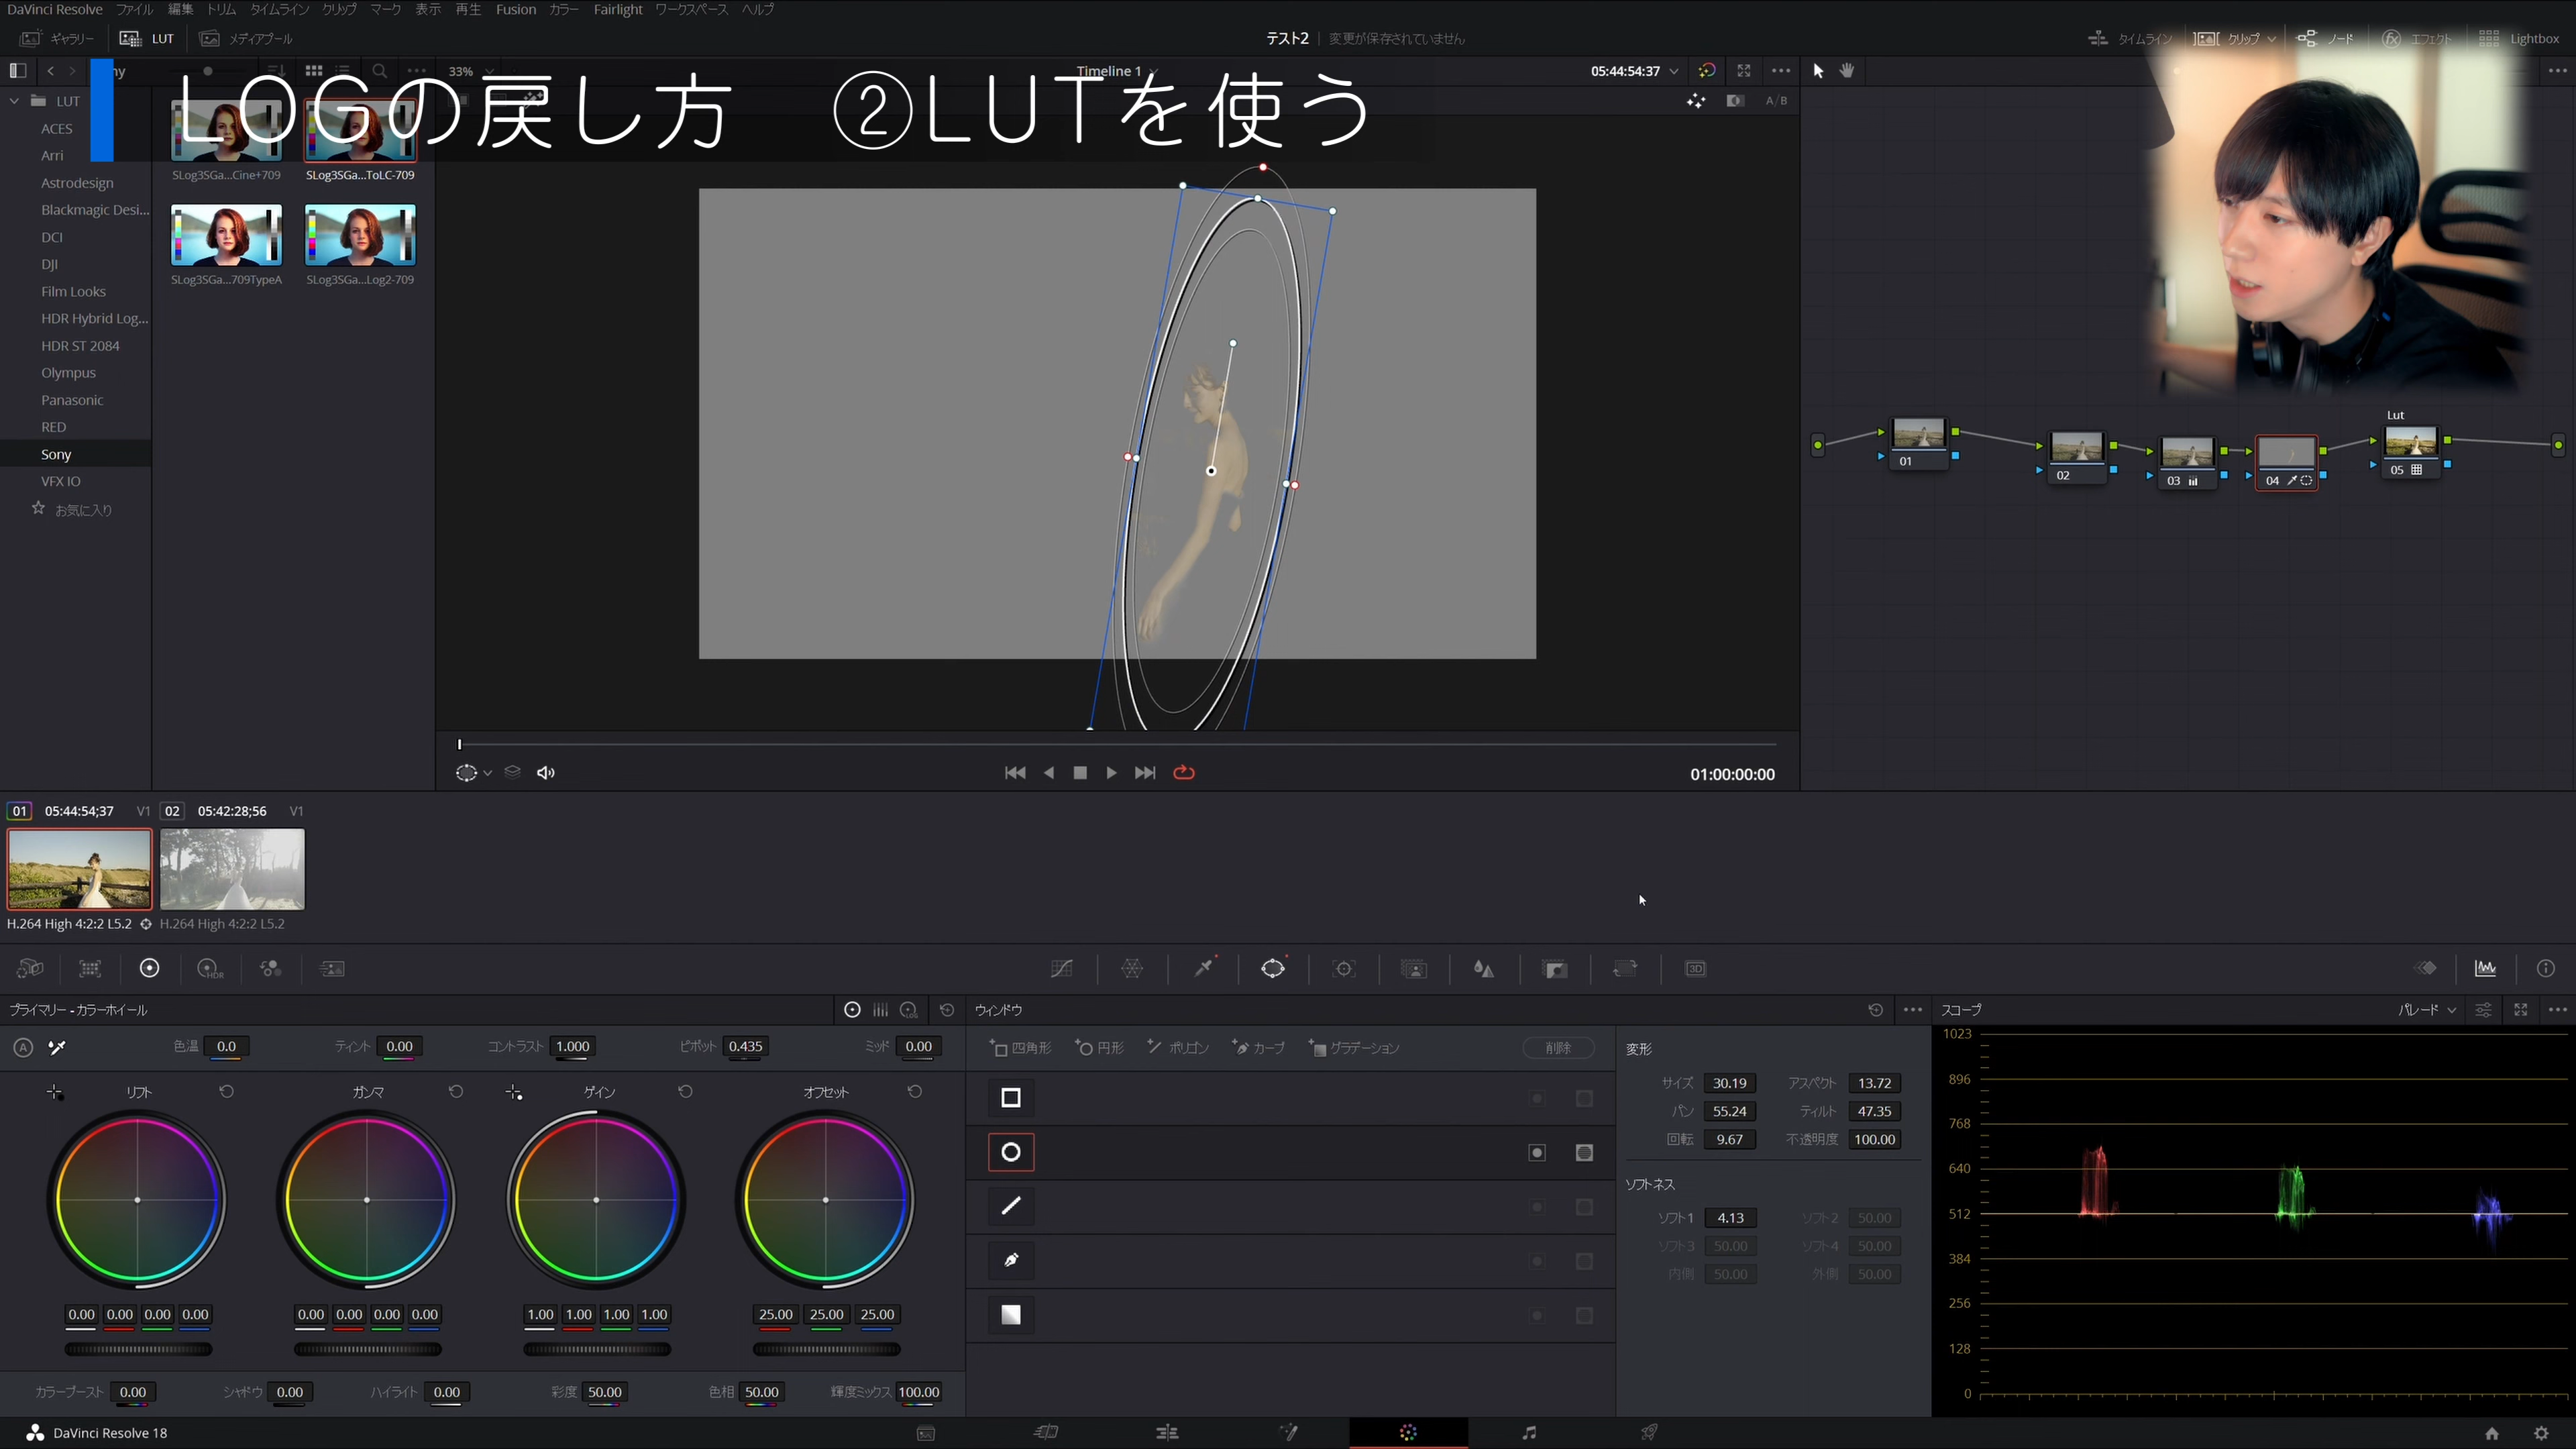 DaVinci Resolve ファイル 編集 トリム タイムライン クリップ マーク 表示 再生 Fusion カラー Fairlight ワークスペース ヘルプ
ギャラリー LUT メディアプール テスト2 変更が保存されていません タイムライン クリップ ノード エフェクト Lightbox
33% Timeline 1 05:44:54:37
LOGの戻し方 ②LUTを使う
A/B
LUT
ACES
Arri
Astrodesign
Blackmagic Desi...
DCI
DJI
Film Looks
HDR Hybrid Log...
HDR ST 2084
Olympus
Panasonic
RED
Sony
VFX IO
お気に入り
SLog3SGa...Cine+709 SLog3SGa...ToLC-709
SLog3SGa...709TypeA SLog3SGa...Log2-709
Lut
01 02 03 04 05
01:00:00:00
01 05:44:54;37 V1 02 05:42:28;56 V1
H.264 High 4:2:2 L5.2 H.264 High 4:2:2 L5.2
HDR 3D
プライマリー - カラーホイール LOG
色温 0.0 ティント 0.00 コントラスト 1.000 ピボット 0.435 ミッド 0.00
リフト ガンマ ゲイン オフセット
0.00 0.00 0.00 0.00 0.00 0.00 0.00 0.00 1.00 1.00 1.00 1.00 25.00 25.00 25.00
カラーブースト 0.00 シャドウ 0.00 ハイライト 0.00 彩度 50.00 色相 50.00 輝度ミックス 100.00
ウィンドウ
四角形 円形 ポリゴン カーブ グラデーション 削除
変形
サイズ 30.19 アスペクト 13.72
パン 55.24 ティルト 47.35
回転 9.67 不透明度 100.00
ソフトネス
ソフト1 4.13 ソフト2 50.00
ソフト3 50.00 ソフト4 50.00
内側 50.00 外側 50.00
スコープ パレード
1023
896
768
640
512
384
256
128
0
DaVinci Resolve 18